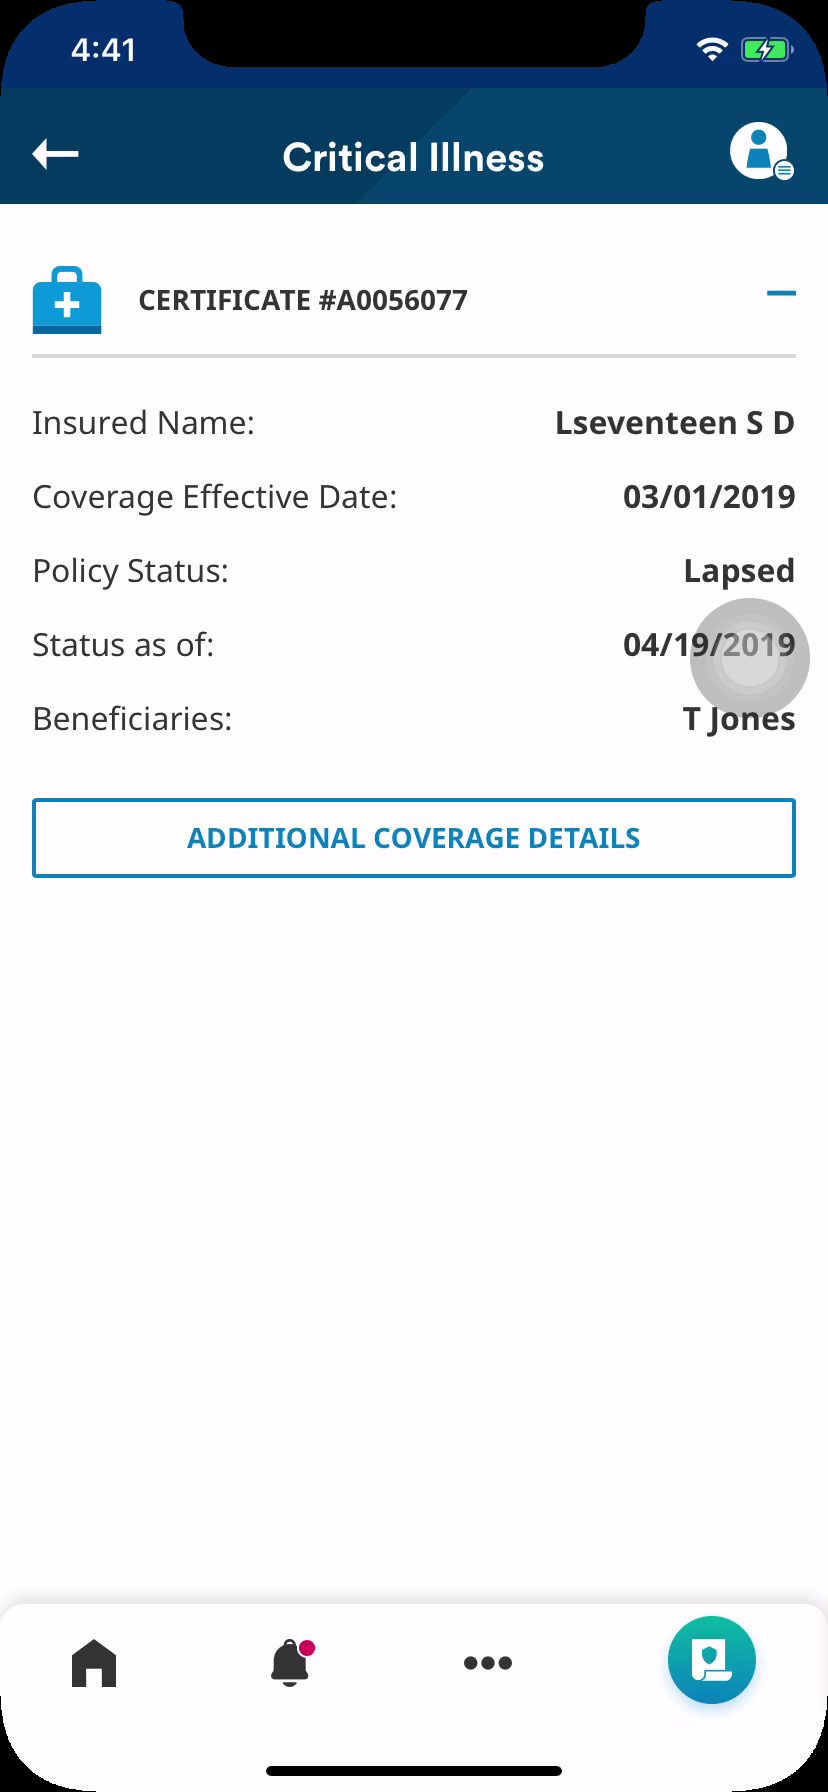 4:41
Critical Illness
CERTIFICATE #A0056077
Insured Name: Lseventeen S D
Coverage Effective Date: 03/01/2019
Policy Status: Lapsed
Status as of: 04/19/2019
Beneficiaries: T Jones
ADDITIONAL COVERAGE DETAILS